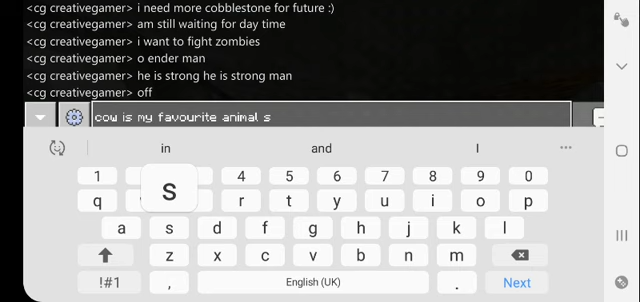 <cg creativegamer> i need more cobblestone for future :)
<cg creativegamer> am still waiting for day time
<cg creativegamer> i want to fight zombies
<cg creativegamer> o ender man
<cg creativegamer> he is strong he is strong man
<cg creativegamer> off
cow is my favourite animal s
in and I
1 4 5 6 7 8 9 0
s
q r t y u i o p
a s d f g h j k l
z x c v b n m
!#1 , English (UK) . Next